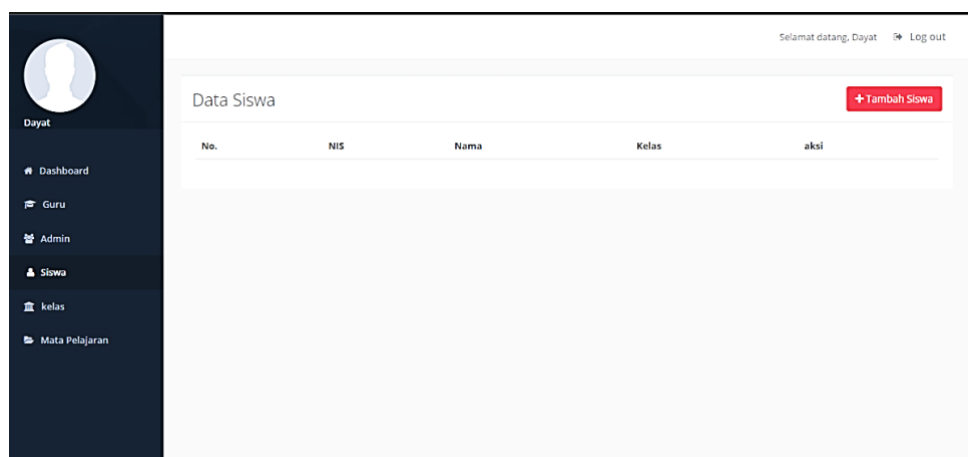 Selamat datang, Dayat Log out
Dayat
Dashboard
Guru
Admin
Siswa
kelas
Mata Pelajaran
Data Siswa
+ Tambah Siswa
No. NIS Nama Kelas aksi